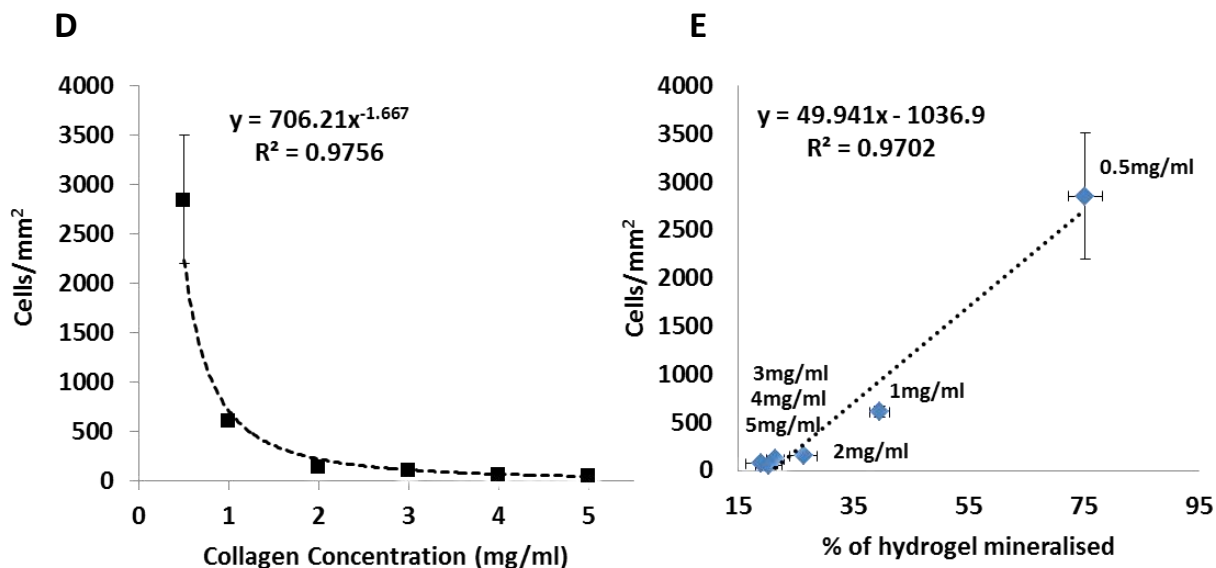 D
4000
3500
3000
2500
2000
1500
1000
500
0
Cells/mm²
y = 706.21x⁻¹·⁶⁶⁷
R² = 0.9756
0 1 2 3 4 5
Collagen Concentration (mg/ml)
E
4000
3500
3000
2500
2000
1500
1000
500
0
Cells/mm²
y = 49.941x - 1036.9
R² = 0.9702
0.5mg/ml
3mg/ml
4mg/ml
5mg/ml
1mg/ml
2mg/ml
15 35 55 75 95
% of hydrogel mineralised